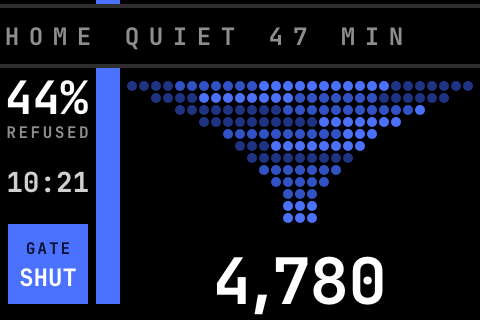 HOME QUIET 47 MIN
44%
REFUSED
10:21
GATE
SHUT
4,780